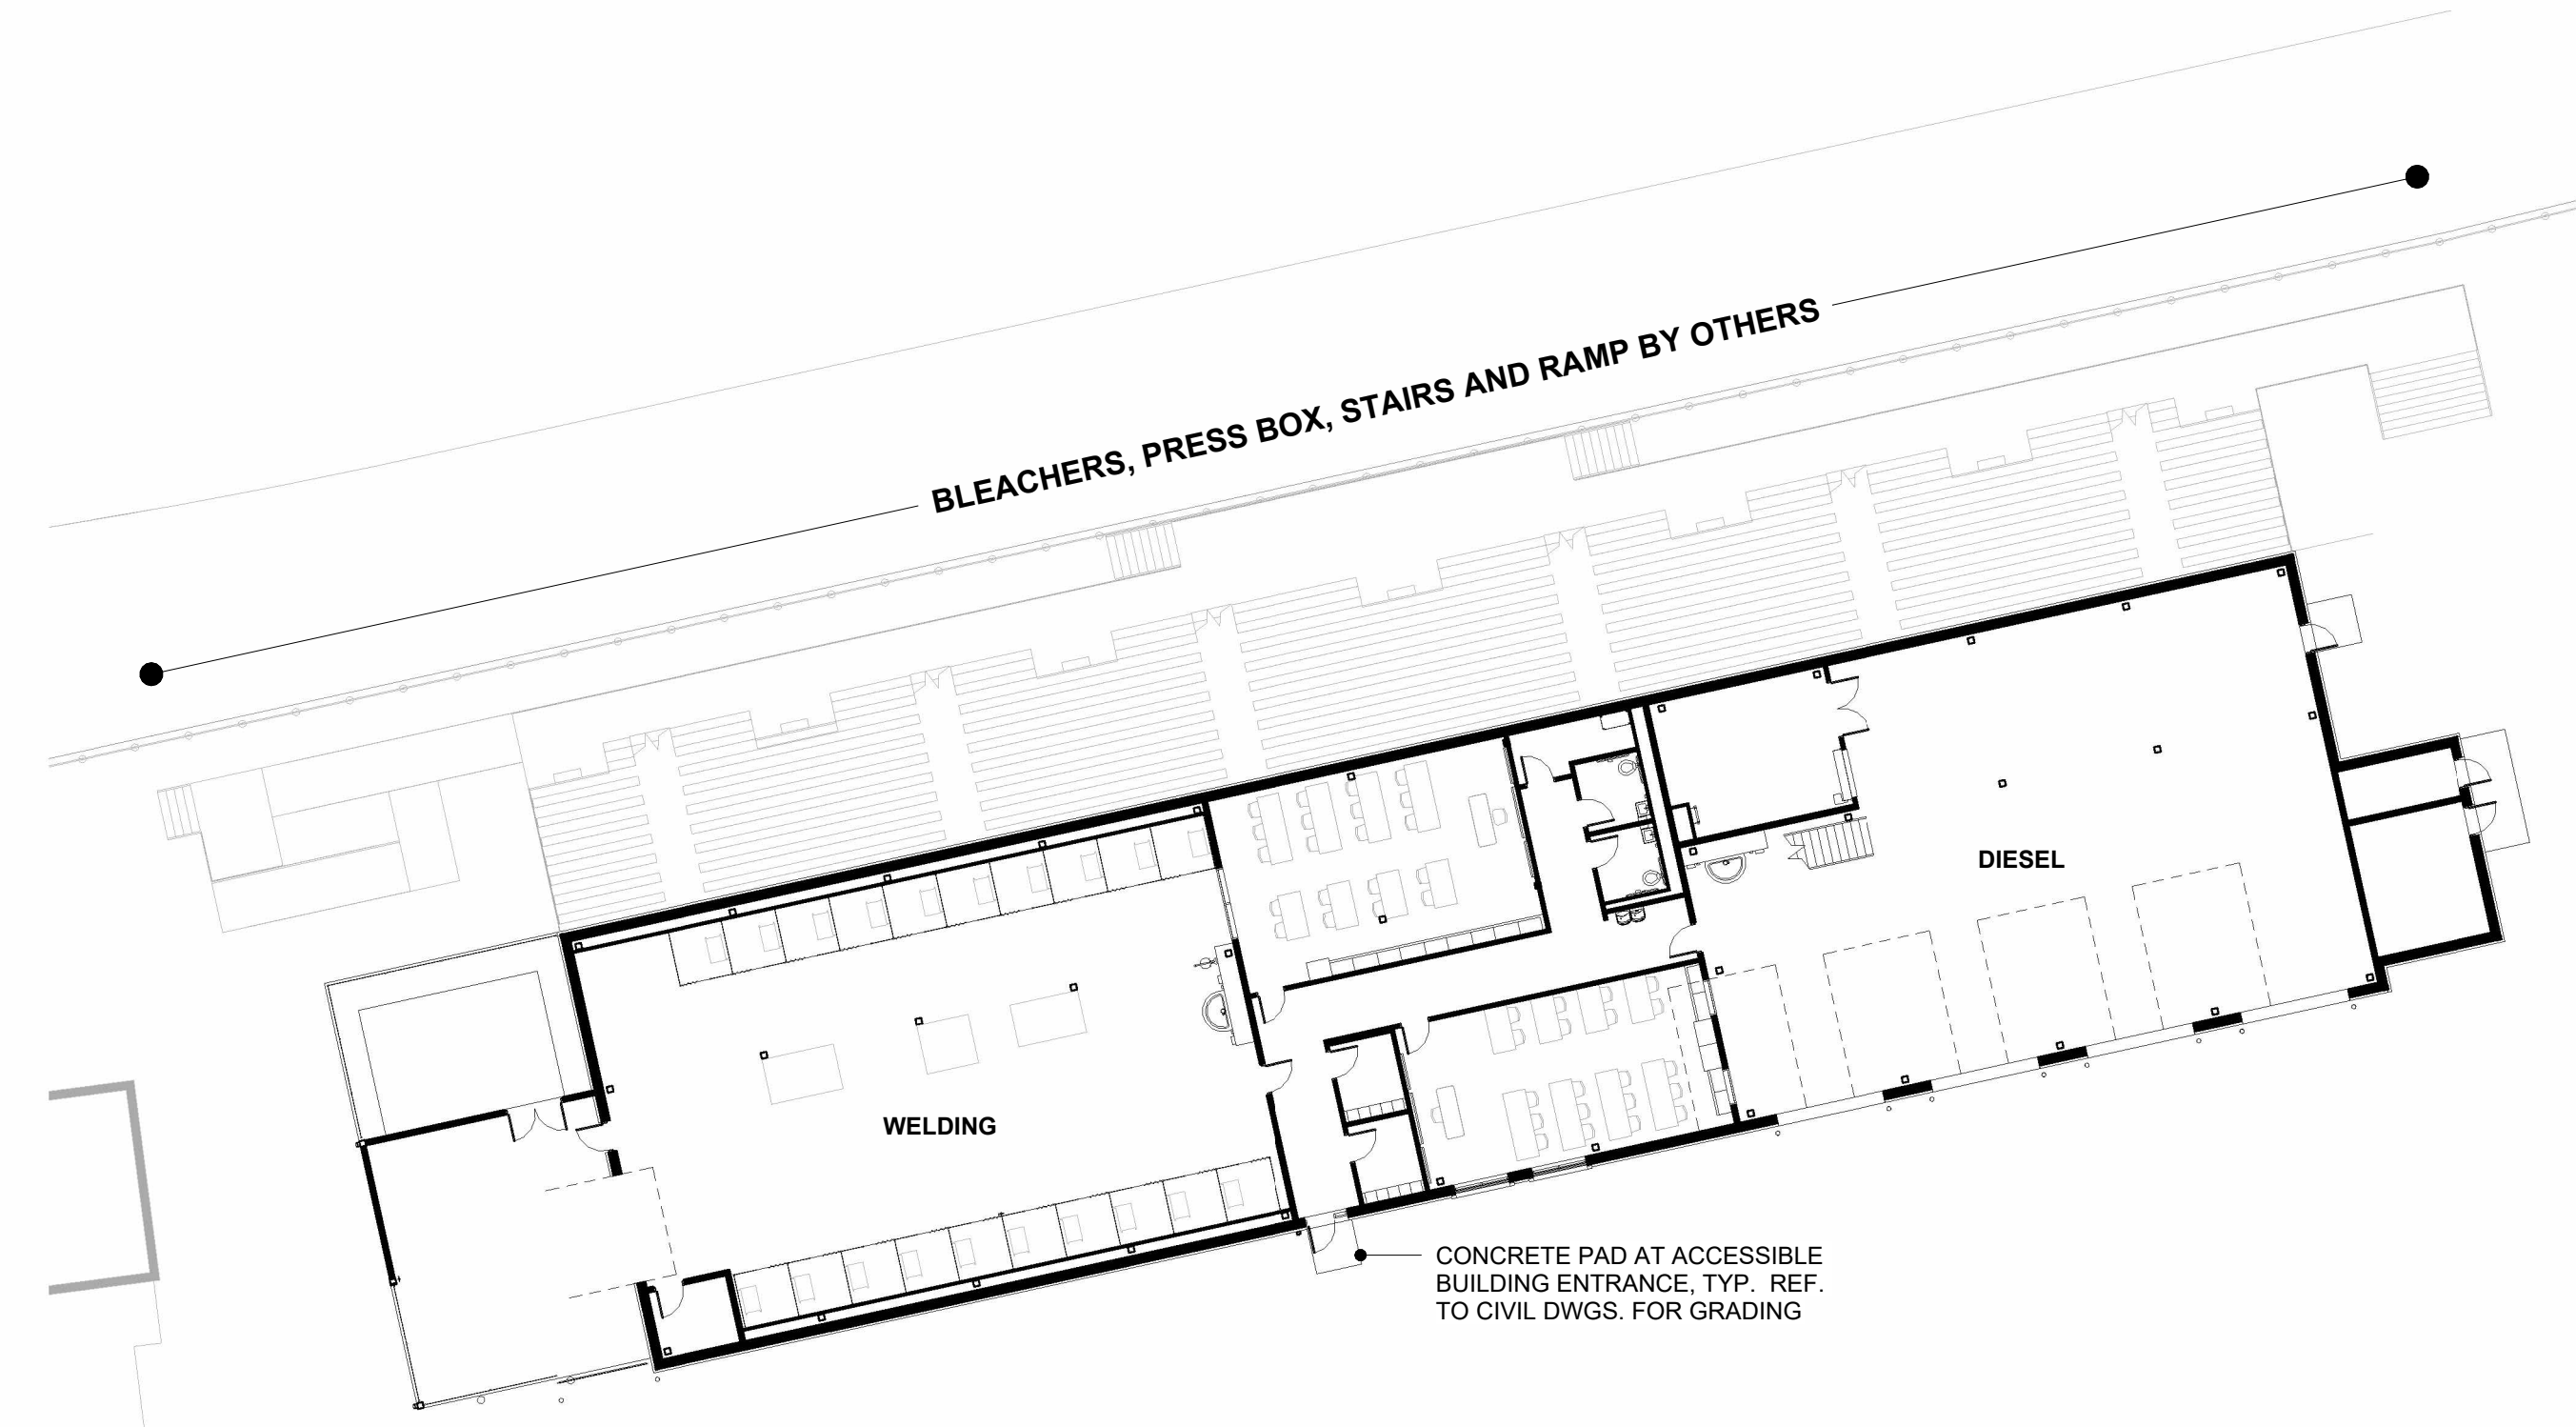 BLEACHERS, PRESS BOX, STAIRS AND RAMP BY OTHERS
DIESEL
WELDING
CONCRETE PAD AT ACCESSIBLE
BUILDING ENTRANCE, TYP. REF.
TO CIVIL DWGS. FOR GRADING